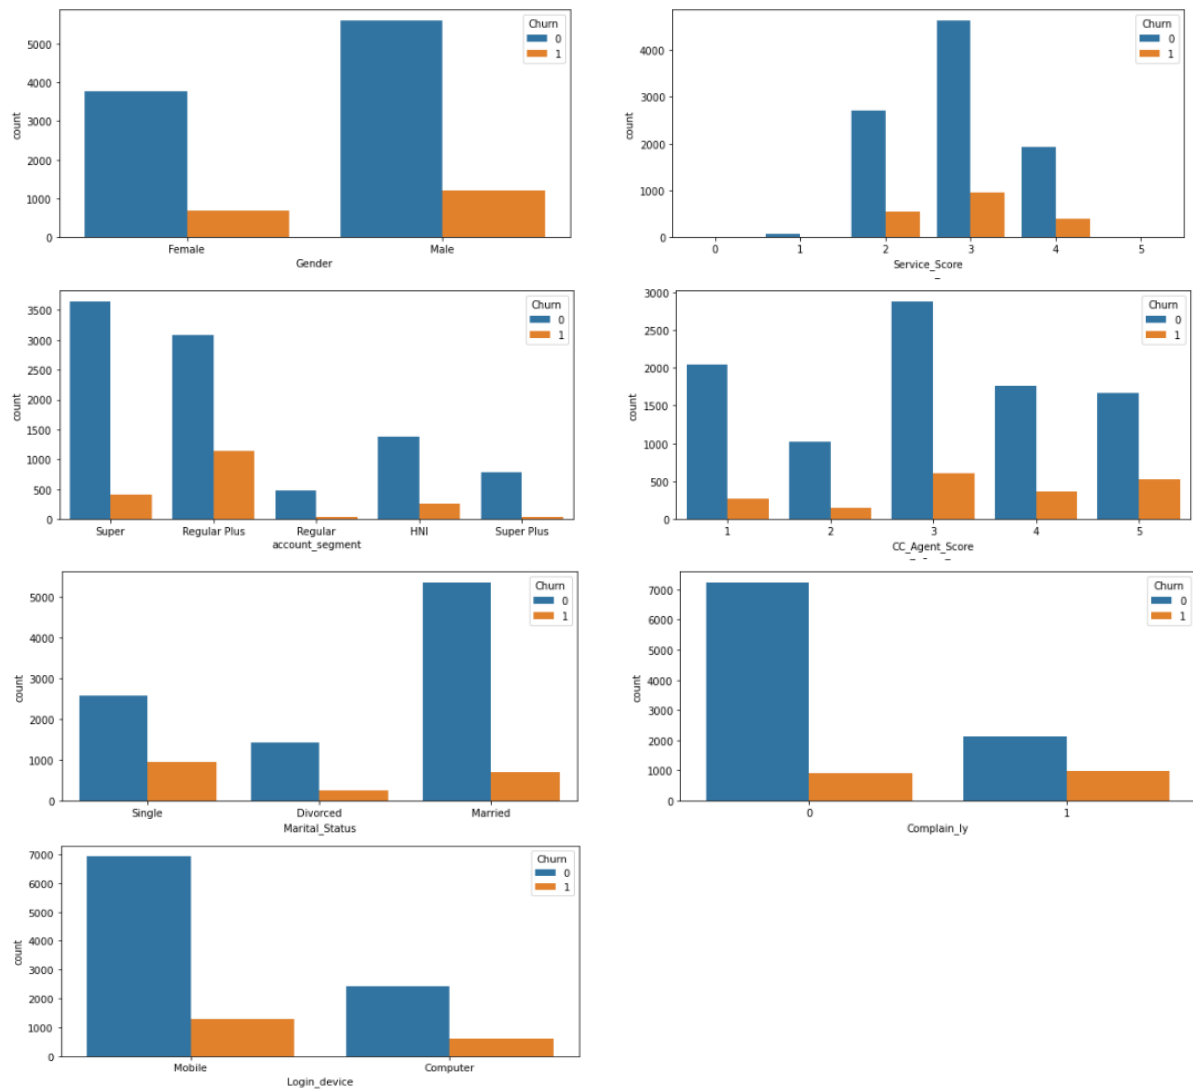 Churn
0
1
5000
4000
3000
2000
1000
0
count
Female Male
Gender
Churn
0
1
4000
3000
2000
1000
0
count
0 1 2 3 4 5
Service_Score
Churn
0
1
3500
3000
2500
2000
1500
1000
500
0
count
Super Regular Plus Regular HNI Super Plus
account_segment
Churn
0
1
3000
2500
2000
1500
1000
500
0
count
1 2 3 4 5
CC_Agent_Score
Churn
0
1
5000
4000
3000
2000
1000
0
count
Single Divorced Married
Marital_Status
Churn
0
1
7000
6000
5000
4000
3000
2000
1000
0
count
0 1
Complain_ly
Churn
0
1
7000
6000
5000
4000
3000
2000
1000
0
count
Mobile Computer
Login_device